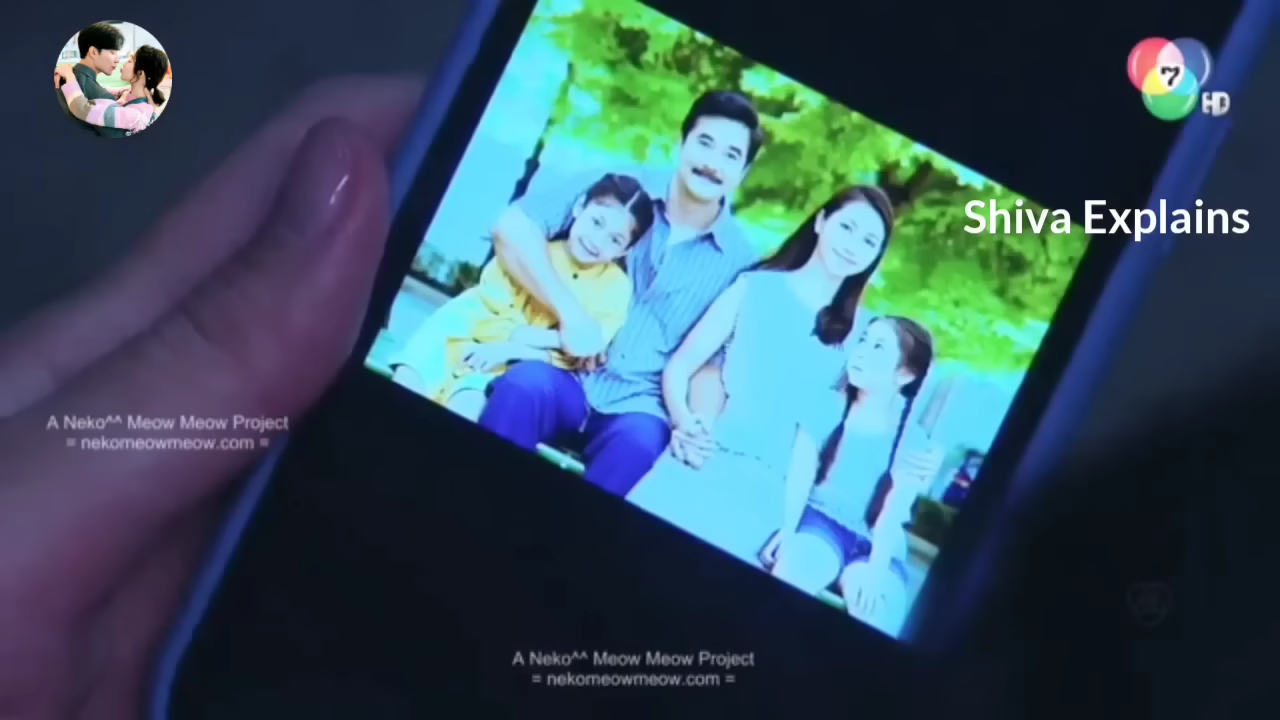 7
HD
Shiva Explains
A Neko^^ Meow Meow Project
= nekomeowmeow.com =
A Neko^^ Meow Meow Project
= nekomeowmeow.com =